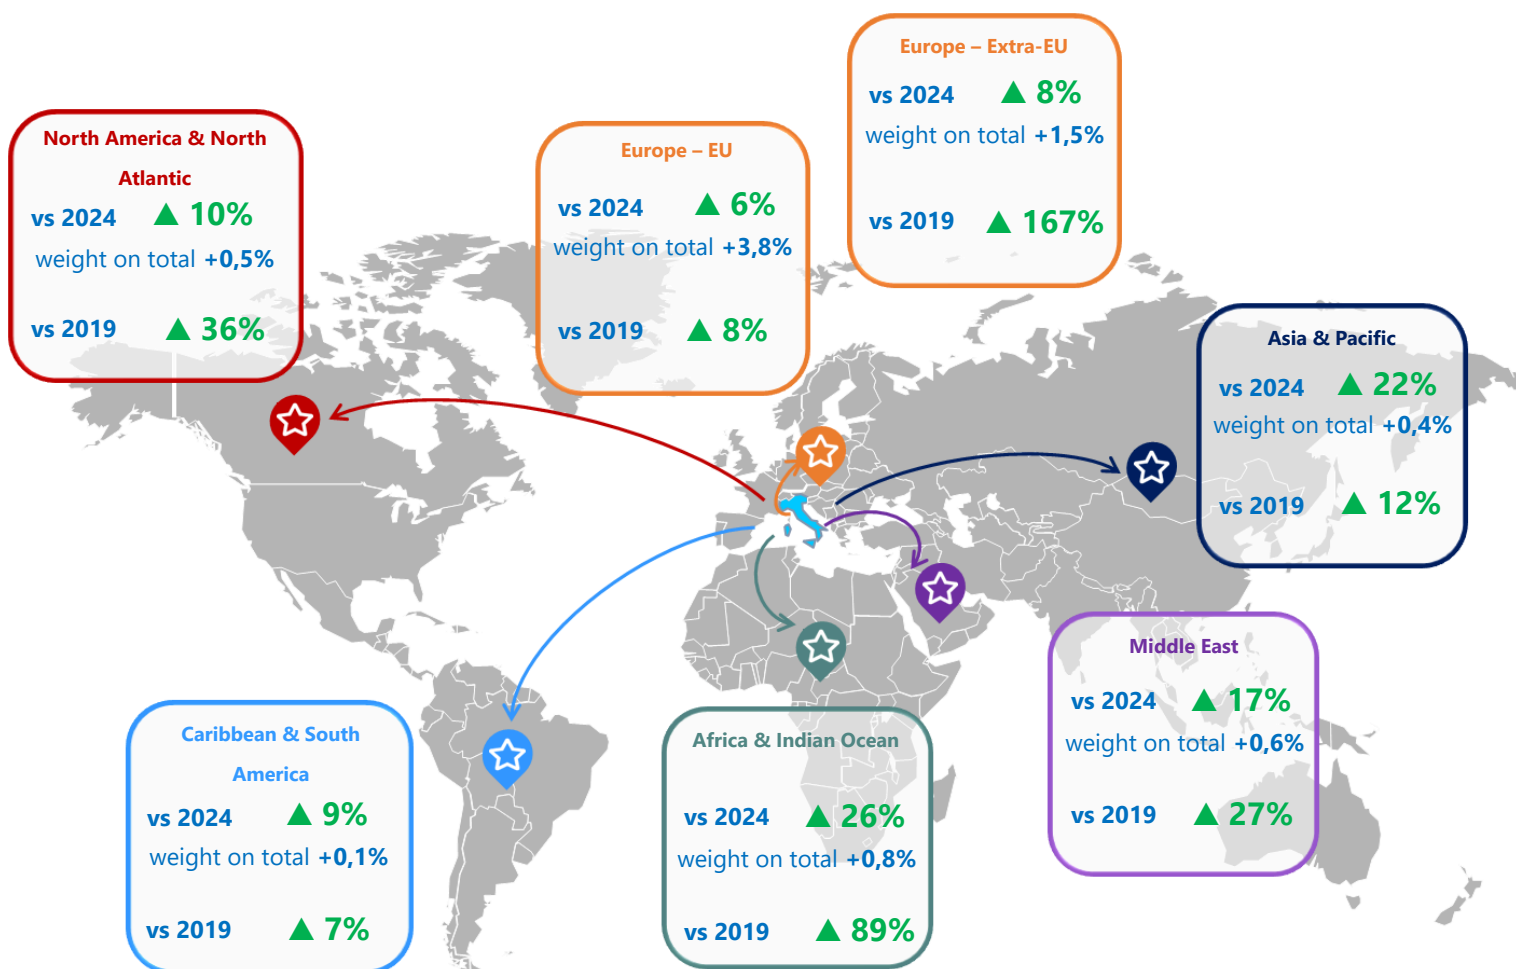 Europe – Extra-EU
vs 2024 ▲ 8%
weight on total +1,5%
vs 2019 ▲ 167%
North America & North
Atlantic
vs 2024 ▲ 10%
weight on total +0,5%
vs 2019 ▲ 36%
Europe – EU
vs 2024 ▲ 6%
weight on total +3,8%
vs 2019 ▲ 8%
Asia & Pacific
vs 2024 ▲ 22%
weight on total +0,4%
vs 2019 ▲ 12%
Middle East
vs 2024 ▲ 17%
weight on total +0,6%
vs 2019 ▲ 27%
Caribbean & South
America
vs 2024 ▲ 9%
weight on total +0,1%
vs 2019 ▲ 7%
Africa & Indian Ocean
vs 2024 ▲ 26%
weight on total +0,8%
vs 2019 ▲ 89%